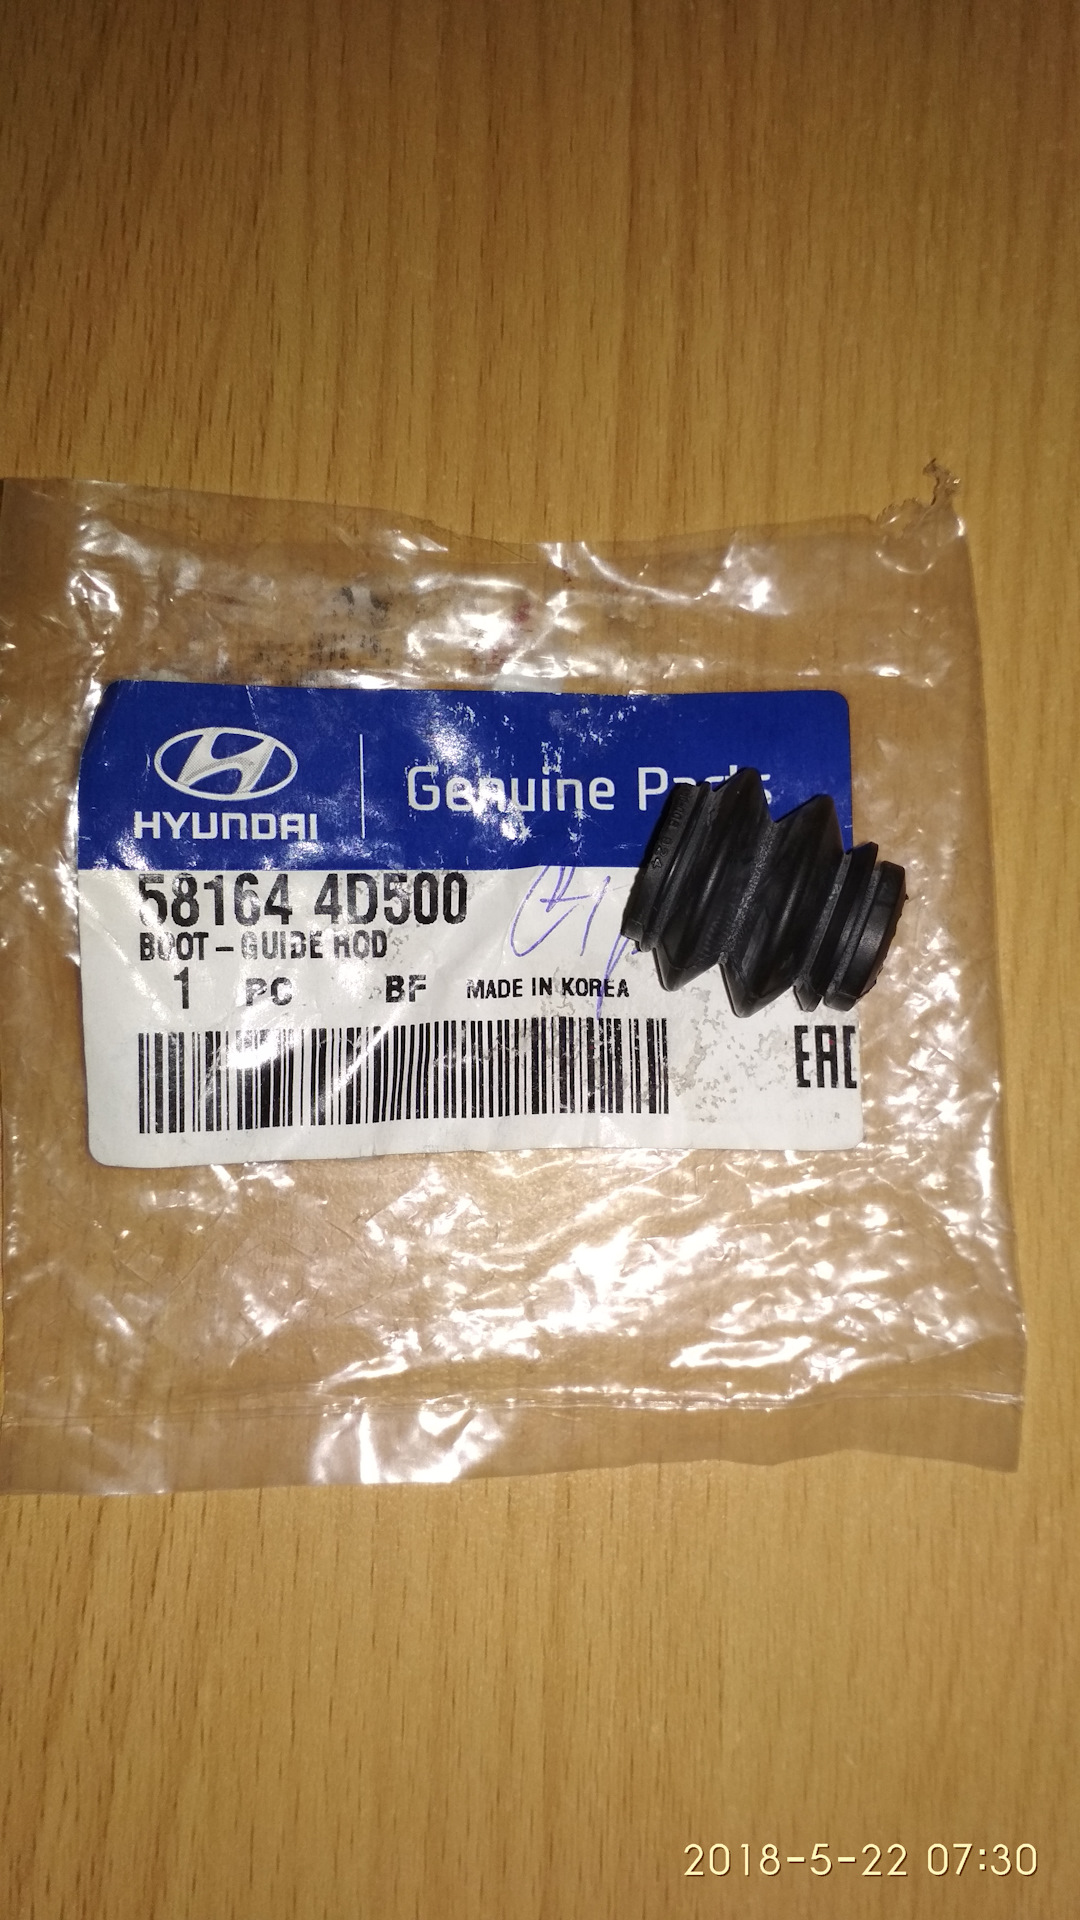 HYUNDAI
Genuine Parts
58164 4D500
BOOT-GUIDE ROD
1 PC BF MADE IN KOREA
EAC
2018-5-22 07:30